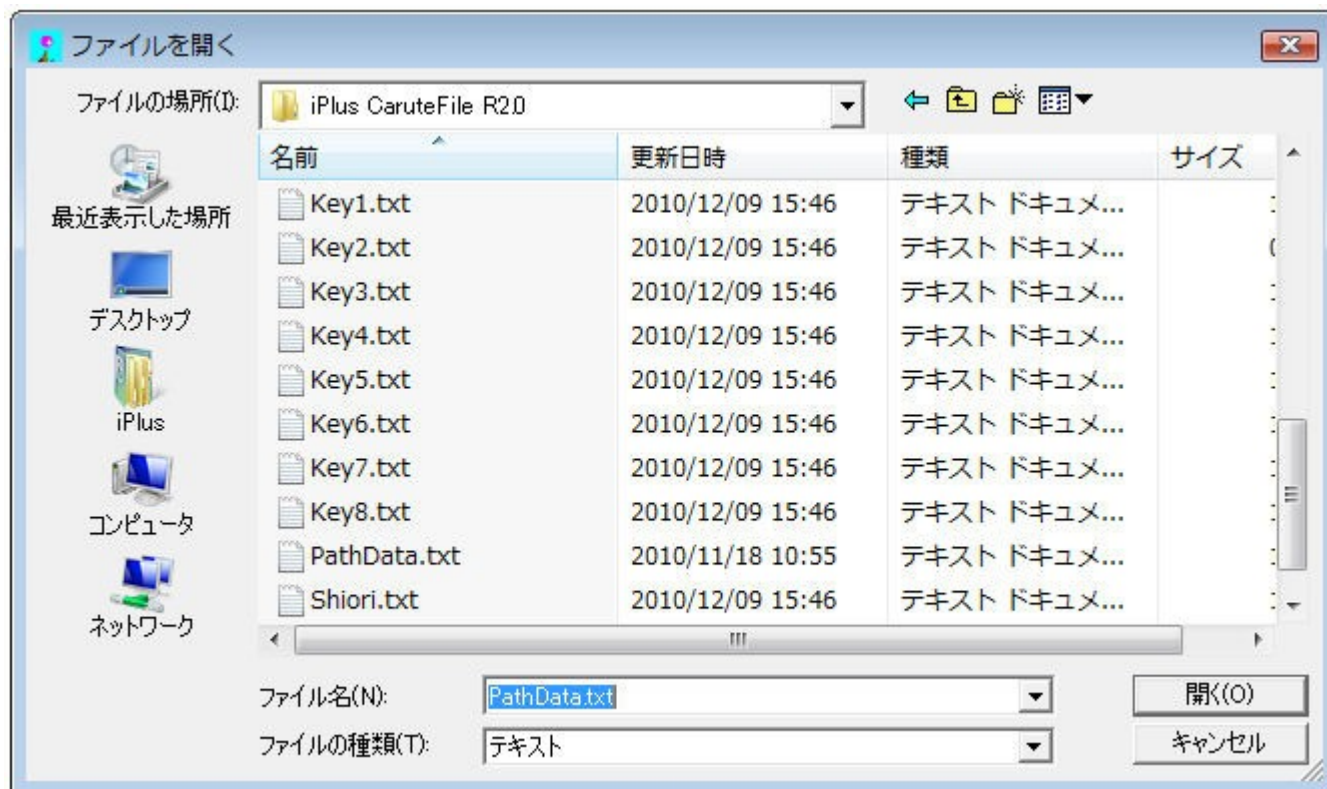 ファイルを開く
ファイルの場所(I):
iPlus CaruteFile R2.0
名前 更新日時 種類 サイズ
Key1.txt 2010/12/09 15:46 テキスト ドキュメ...
Key2.txt 2010/12/09 15:46 テキスト ドキュメ...
Key3.txt 2010/12/09 15:46 テキスト ドキュメ...
Key4.txt 2010/12/09 15:46 テキスト ドキュメ...
Key5.txt 2010/12/09 15:46 テキスト ドキュメ...
Key6.txt 2010/12/09 15:46 テキスト ドキュメ...
Key7.txt 2010/12/09 15:46 テキスト ドキュメ...
Key8.txt 2010/12/09 15:46 テキスト ドキュメ...
PathData.txt 2010/11/18 10:55 テキスト ドキュメ...
Shiori.txt 2010/12/09 15:46 テキスト ドキュメ...
最近表示した場所
デスクトップ
iPlus
コンピュータ
ネットワーク
ファイル名(N): PathData.txt 開く(O)
ファイルの種類(T): テキスト キャンセル